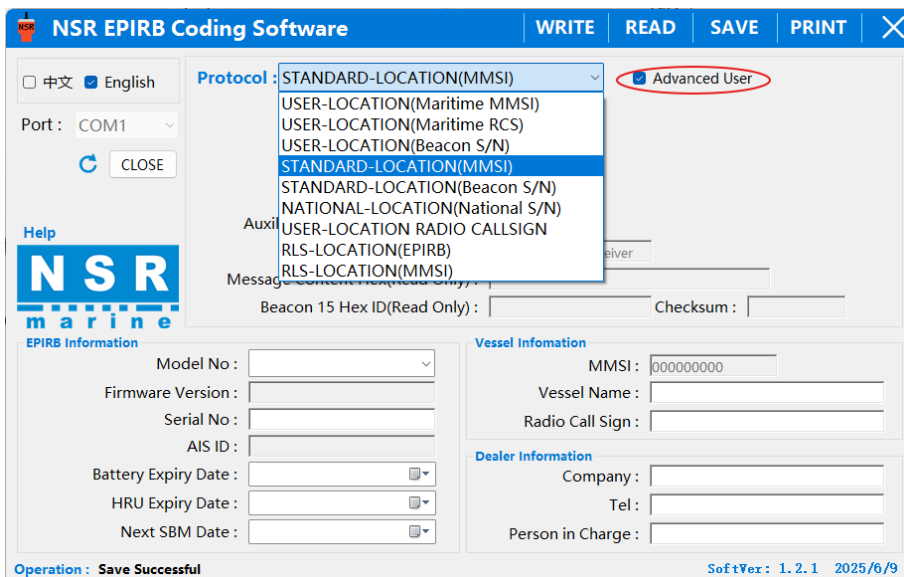 NSR EPIRB Coding Software WRITE READ SAVE PRINT
中文 English
Port : COM1
CLOSE
Protocol : STANDARD-LOCATION(MMSI) Advanced User
USER-LOCATION(Maritime MMSI)
USER-LOCATION(Maritime RCS)
USER-LOCATION(Beacon S/N)
STANDARD-LOCATION(MMSI)
STANDARD-LOCATION(Beacon S/N)
NATIONAL-LOCATION(National S/N)
USER-LOCATION RADIO CALLSIGN
RLS-LOCATION(EPIRB)
RLS-LOCATION(MMSI)
Help
NSR
marine
Message Content Hex(Read Only) :
Beacon 15 Hex ID(Read Only) : Checksum :
EPIRB Information
Model No :
Firmware Version :
Serial No :
AIS ID :
Battery Expiry Date :
HRU Expiry Date :
Next SBM Date :
Vessel Infomation
MMSI : 000000000
Vessel Name :
Radio Call Sign :
Dealer Information
Company :
Tel :
Person in Charge :
Operation : Save Successful SoftVer: 1.2.1 2025/6/9